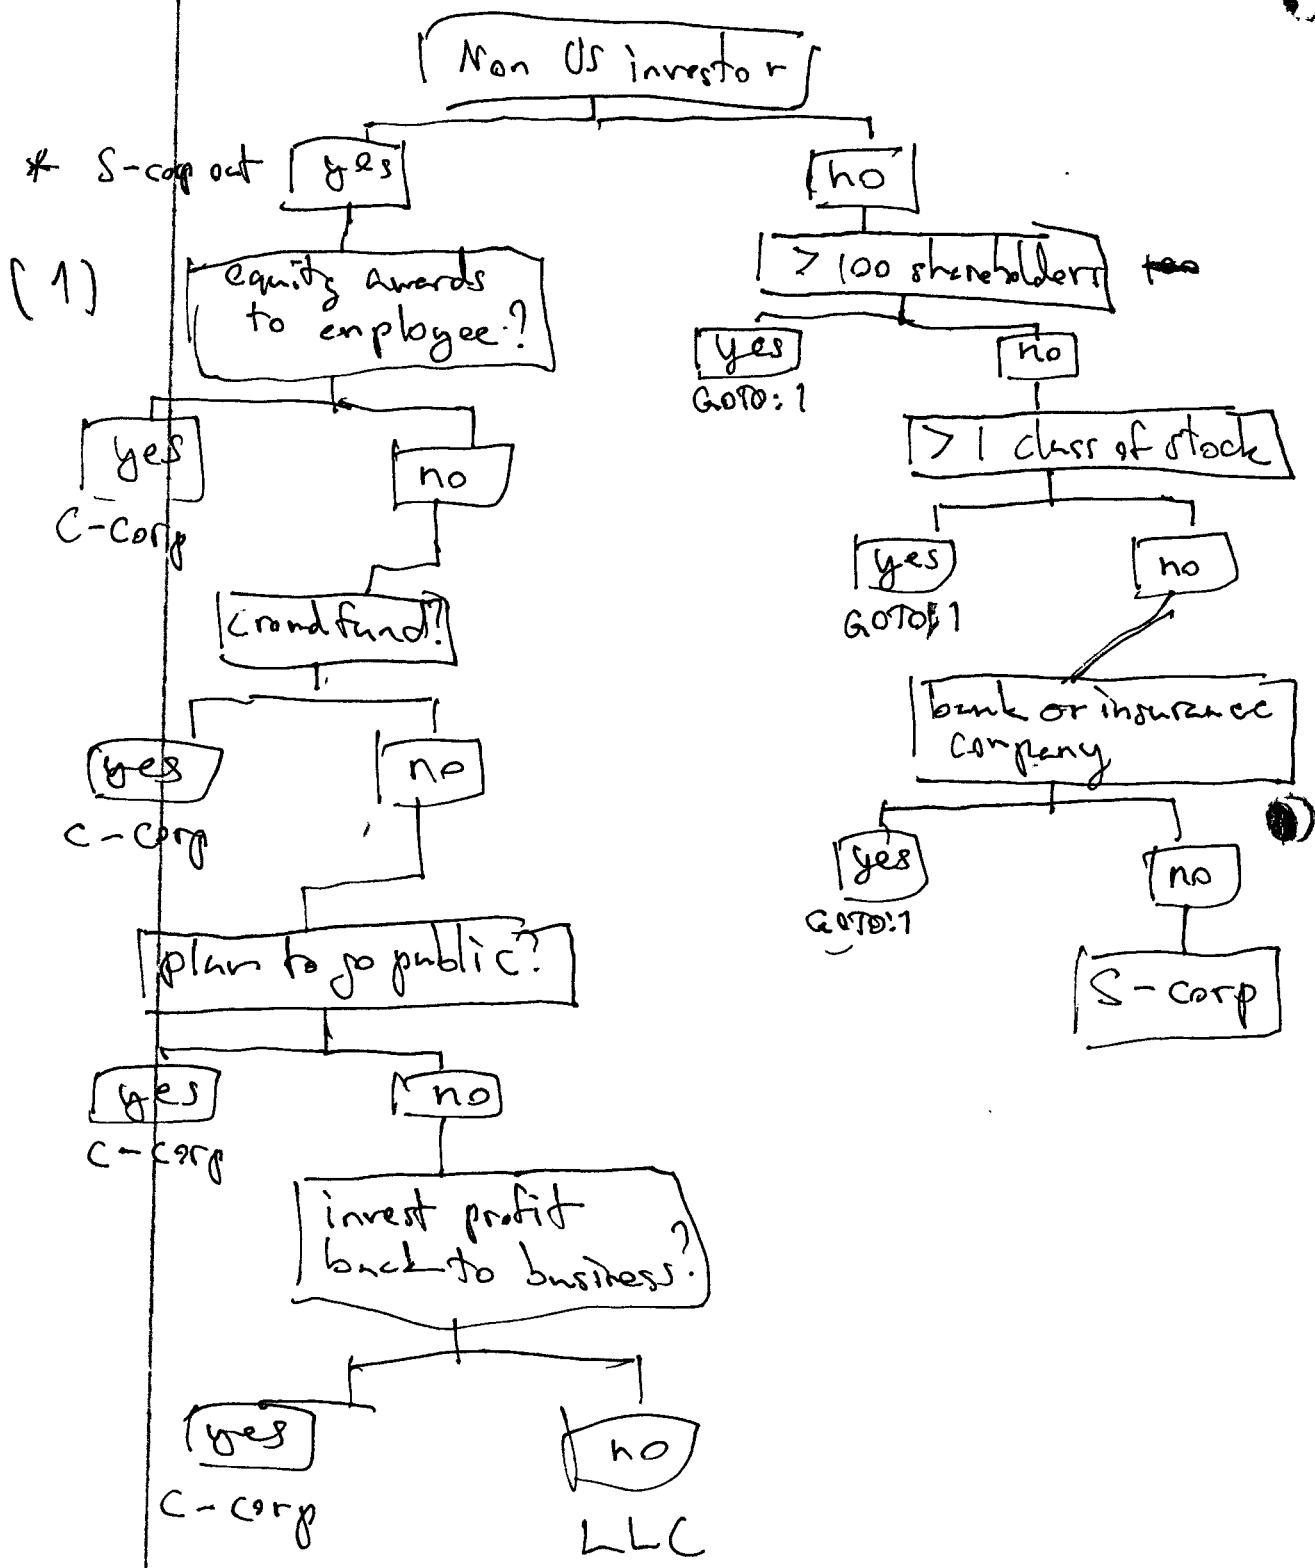 Non US investor
* S-corp out
yes
no
(1)
equity awards
to employee?
> 100 shareholders
yes
GOTO: 1
no
yes
C-corp
no
> 1 class of stock
yes
GOTO: 1
no
crowd fund?
bank or insurance
company
yes
C-corp
no
yes
GOTO: 1
no
S-corp
plan to go public?
yes
C-corp
no
invest profit
back to business?
yes
C-corp
no
LLC